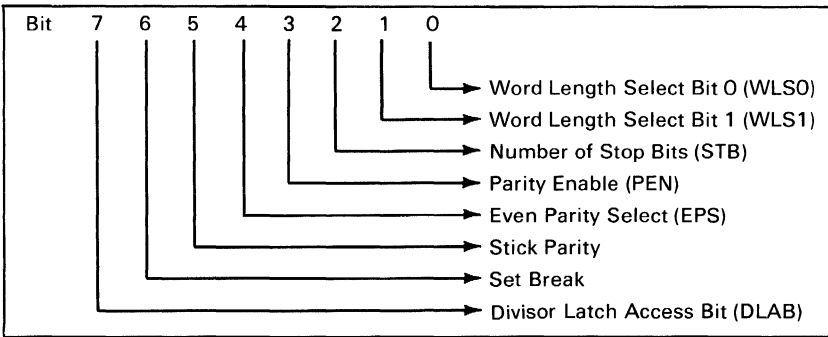 Bit 7 6 5 4 3 2 1 0
Word Length Select Bit 0 (WLS0)
Word Length Select Bit 1 (WLS1)
Number of Stop Bits (STB)
Parity Enable (PEN)
Even Parity Select (EPS)
Stick Parity
Set Break
Divisor Latch Access Bit (DLAB)